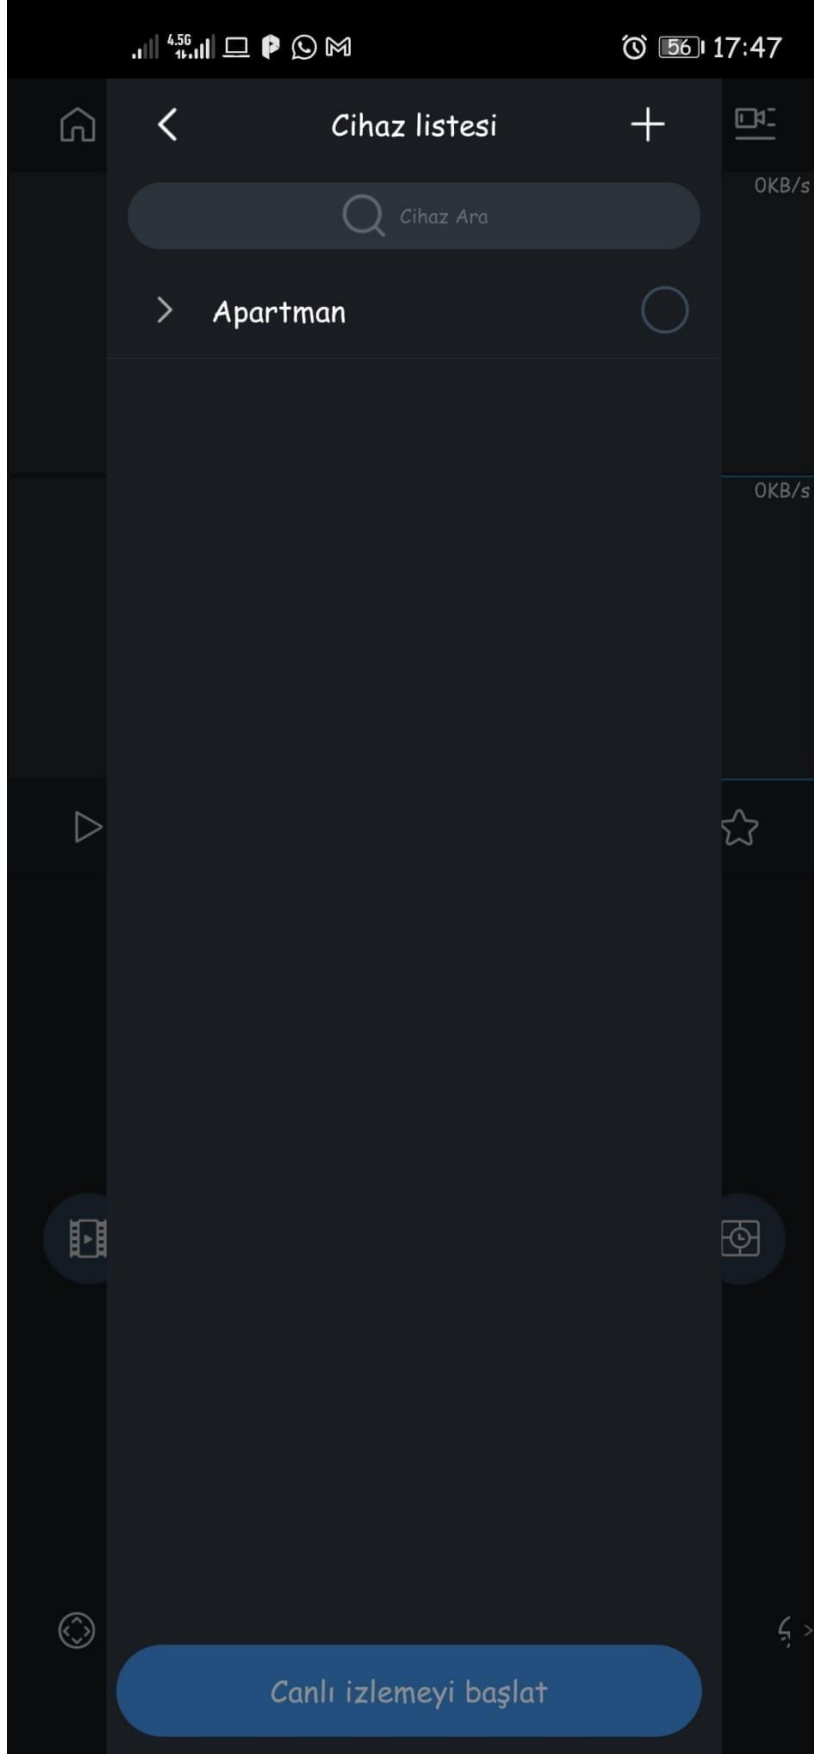 4.5G 56 17:47
Cihaz listesi
0KB/s
Cihaz Ara
Apartman
0KB/s
Canlı izlemeyi başlat